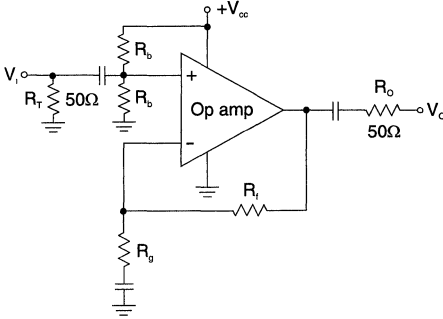 +Vcc
Rb
VI
RT 50Ω
Rb
+
Op amp
-
RO
50Ω
VO
Rf
Rg